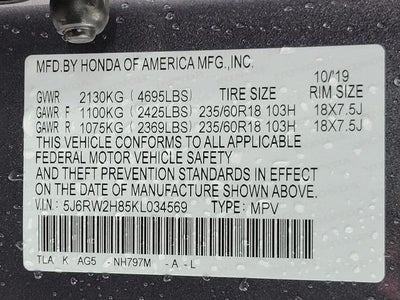 MFD.BY HONDA OF AMERICA MFG.,INC.
10/19
GVWR 2130KG (4695LBS) TIRE SIZE RIM SIZE
GAWR F 1100KG (2425LBS) 235/60R18 103H 18X7.5J
GAWR R 1075KG (2369LBS) 235/60R18 103H 18X7.5J
THIS VEHICLE CONFORMS TO ALL APPLICABLE
FEDERAL MOTOR VEHICLE SAFETY
AND THEFT PREVENTION STANDARDS IN EFFECT
ON THE DATE OF MANUFACTURE SHOWN ABOVE.
V.I.N: 5J6RW2H85KL034569 TYPE: MPV
TLA K AG5 NH797M - A - L